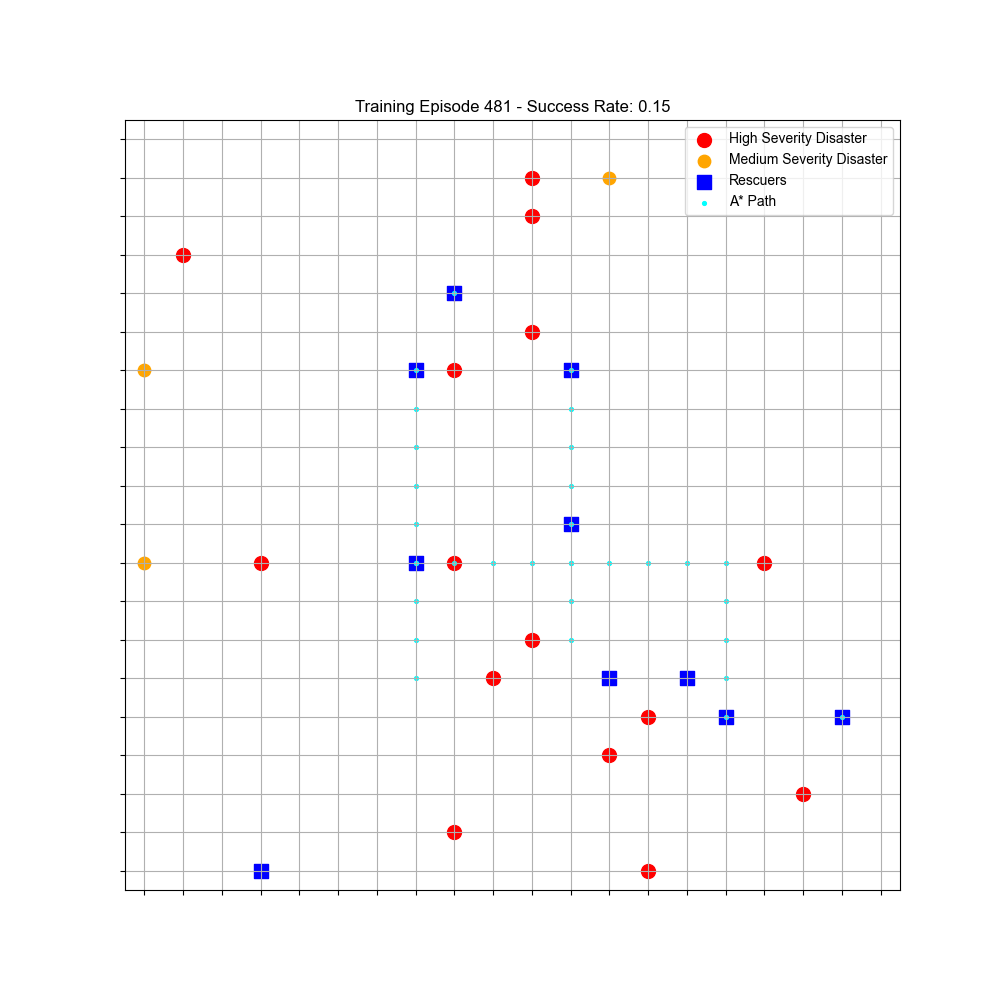 Training Episode 481 - Success Rate: 0.15
High Severity Disaster
Medium Severity Disaster
Rescuers
A* Path